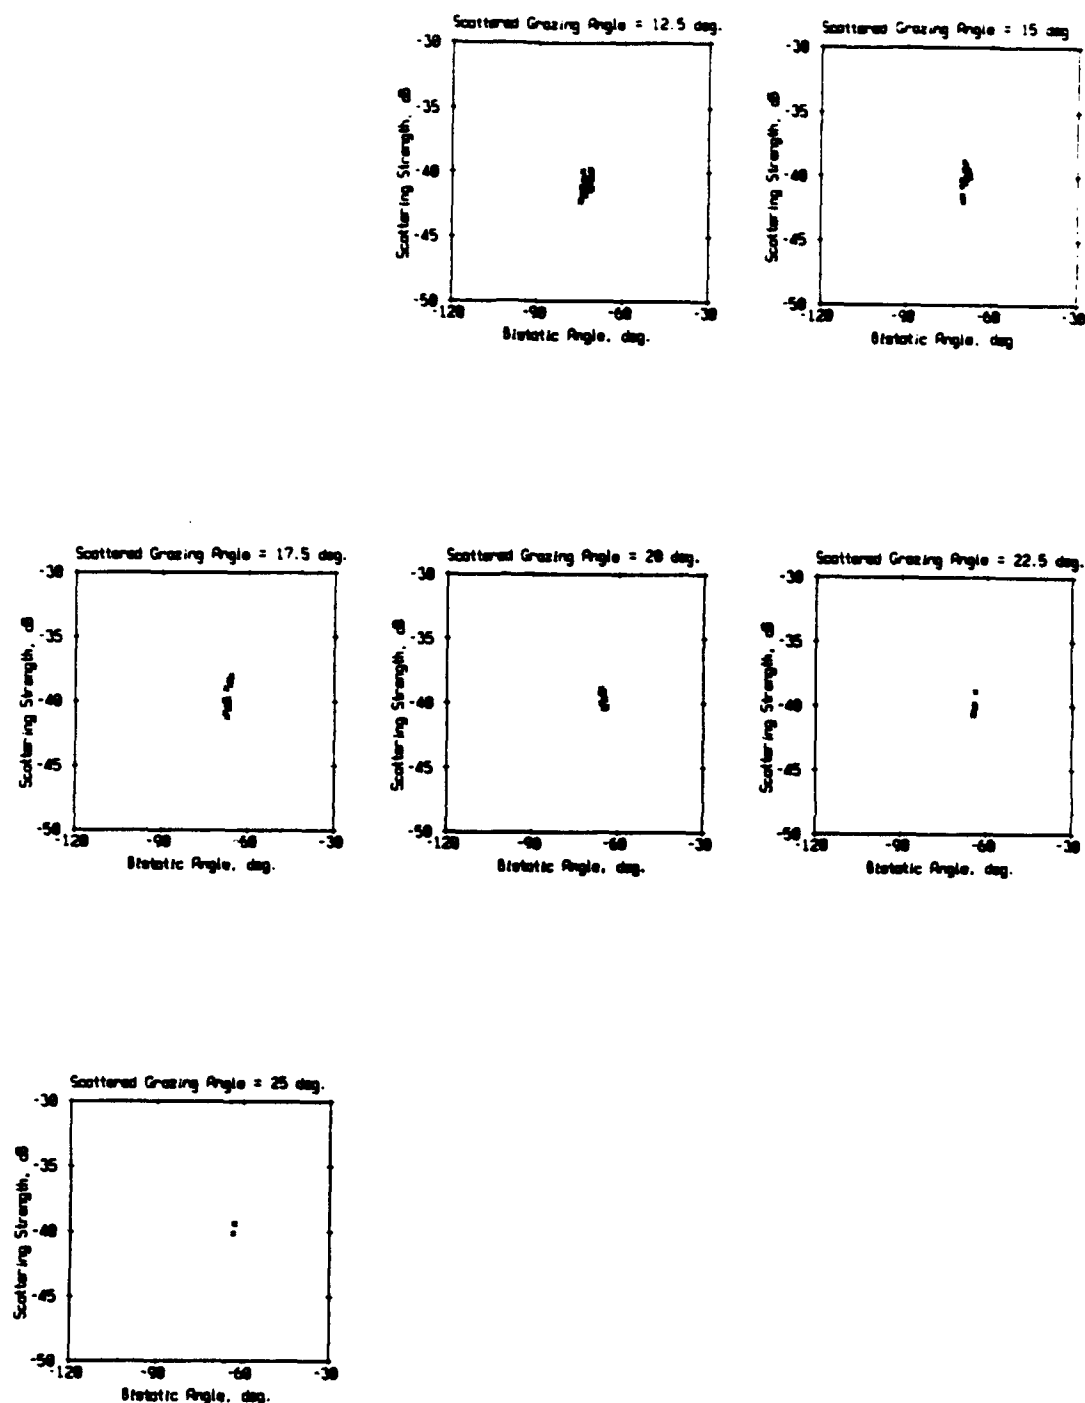 Scattered Grazing Angle = 12.5 deg.
-30
-35
-40
-45
-50
Scattering Strength, dB
-120 -90 -60 -30
Bistatic Angle, deg.
Scattered Grazing Angle = 15 deg
-30
-35
-40
-45
-50
Scattering Strength, dB
-120 -90 -60 -30
Bistatic Angle, deg
Scattered Grazing Angle = 17.5 deg.
-30
-35
-40
-45
-50
Scattering Strength, dB
-120 -90 -60 -30
Bistatic Angle, deg.
Scattered Grazing Angle = 20 deg.
-30
-35
-40
-45
-50
Scattering Strength, dB
-120 -90 -60 -30
Bistatic Angle, deg.
Scattered Grazing Angle = 22.5 deg.
-30
-35
-40
-45
-50
Scattering Strength, dB
-120 -90 -60 -30
Bistatic Angle, deg.
Scattered Grazing Angle = 25 deg.
-30
-35
-40
-45
-50
Scattering Strength, dB
-120 -90 -60 -30
Bistatic Angle, deg.